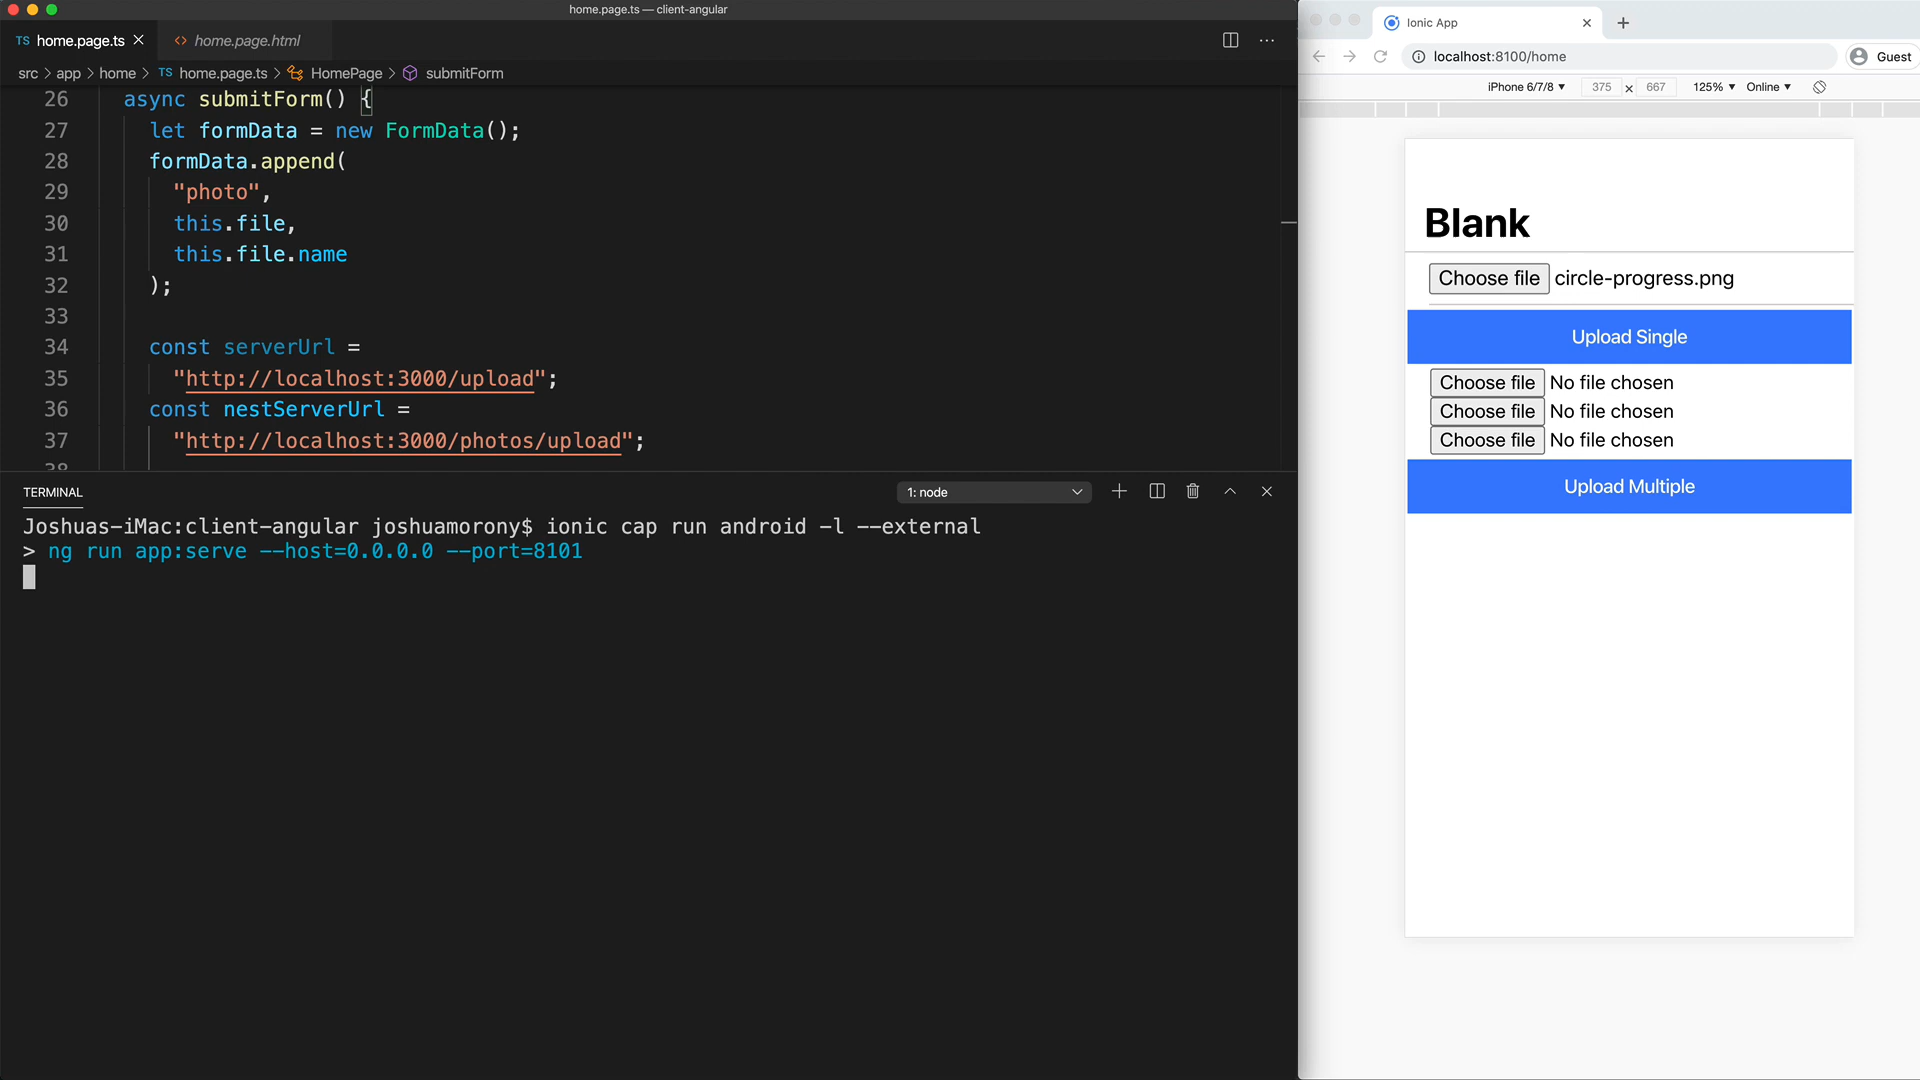 home.page.ts — client-angular
TS home.page.ts
<> home.page.html
src > app > home > TS home.page.ts > HomePage > submitForm
26 async submitForm() {
27 let formData = new FormData();
28 formData.append(
29 "photo",
30 this.file,
31 this.file.name
32 );
33
34 const serverUrl =
35 "http://localhost:3000/upload";
36 const nestServerUrl =
37 "http://localhost:3000/photos/upload";
38
TERMINAL
1: node
Joshuas-iMac:client-angular joshuamorony$ ionic cap run android -l --external
> ng run app:serve --host=0.0.0.0 --port=8101
Ionic App
localhost:8100/home
Guest
iPhone 6/7/8 ▼ 375 × 667 125% ▼ Online ▼
Blank
Choose file circle-progress.png
Upload Single
Choose file No file chosen
Choose file No file chosen
Choose file No file chosen
Upload Multiple